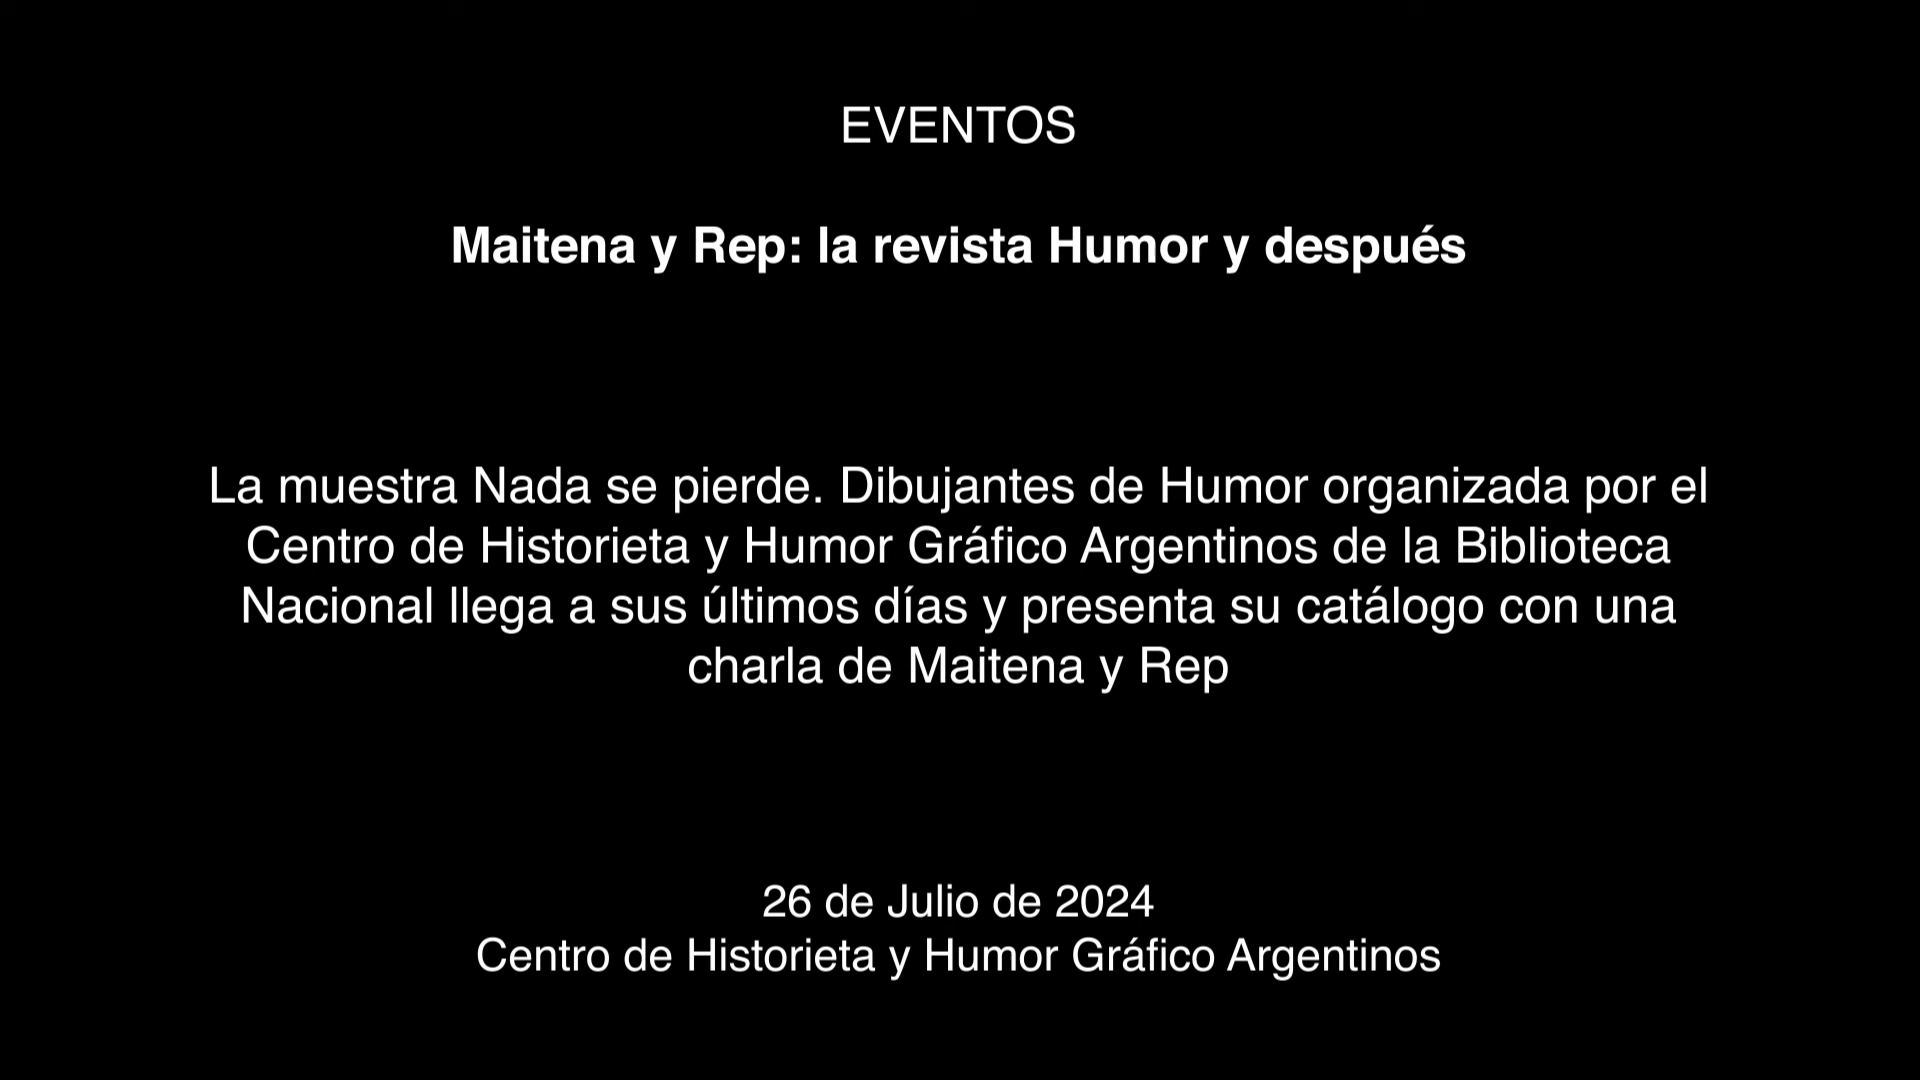 EVENTOS
Maitena y Rep: la revista Humor y después
La muestra Nada se pierde. Dibujantes de Humor organizada por el
Centro de Historieta y Humor Gráfico Argentinos de la Biblioteca
Nacional llega a sus últimos días y presenta su catálogo con una
charla de Maitena y Rep
26 de Julio de 2024
Centro de Historieta y Humor Gráfico Argentinos